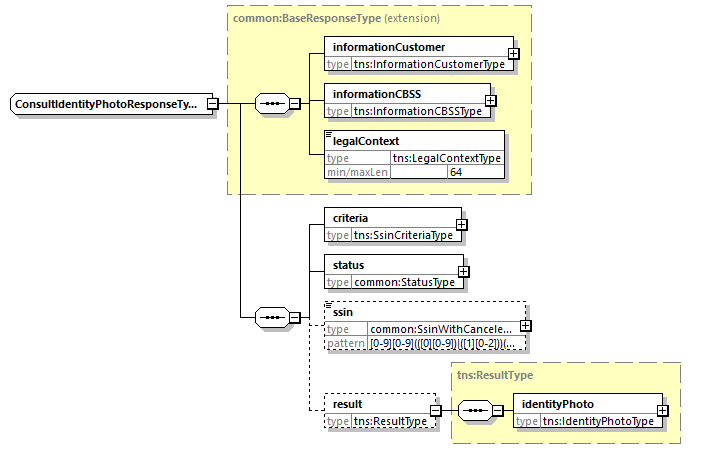 common:BaseResponseType (extension)
informationCustomer
type tns:InformationCustomerType
ConsultIdentityPhotoResponseTy...
informationCBSS
type tns:InformationCBSSType
legalContext
type tns:LegalContextType
min/maxLen 64
criteria
type tns:SsinCriteriaType
status
type common:StatusType
ssin
type common:SsinWithCancele...
pattern [0-9][0-9](([0][0-9])|([1][0-2]))(...
tns:ResultType
result
type tns:ResultType
identityPhoto
type tns:IdentityPhotoType